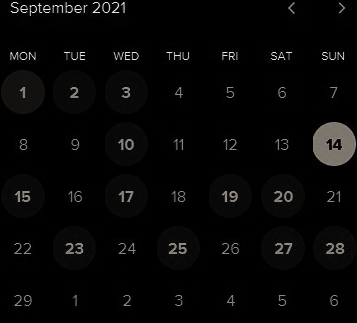 September 2021
MON TUE WED THU FRI SAT SUN
1 2 3 4 5 6 7
8 9 10 11 12 13 14
15 16 17 18 19 20 21
22 23 24 25 26 27 28
29 1 2 3 4 5 6